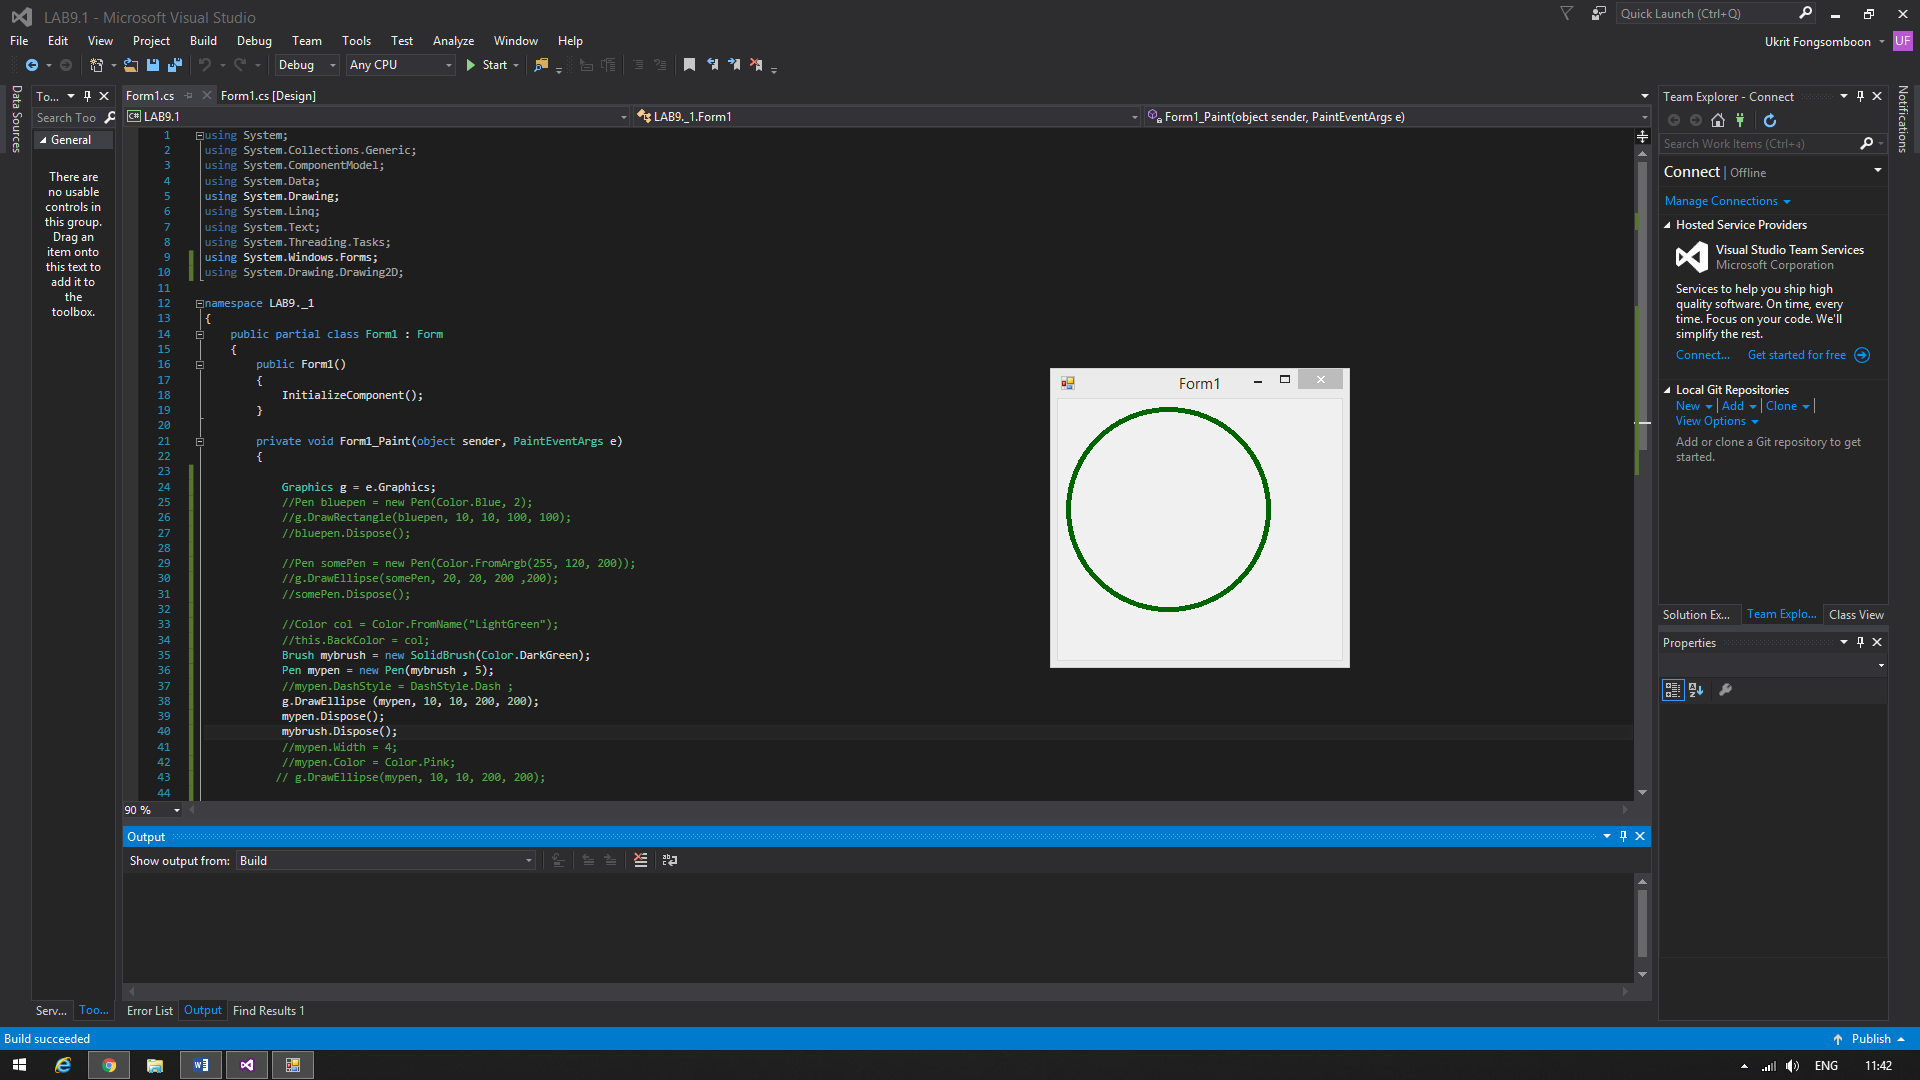 LAB9.1 - Microsoft Visual Studio
Quick Launch (Ctrl+Q)
File Edit View Project Build Debug Team Tools Test Analyze Window Help
Ukrit Fongsomboon UF
Debug Any CPU Start
Data Sources
To...
Search Too
General
There are
no usable
controls in
this group.
Drag an
item onto
this text to
add it to
the
toolbox.
Form1.cs Form1.cs [Design]
C# LAB9.1 LAB9._1.Form1 Form1_Paint(object sender, PaintEventArgs e)
1 using System;
2 using System.Collections.Generic;
3 using System.ComponentModel;
4 using System.Data;
5 using System.Drawing;
6 using System.Linq;
7 using System.Text;
8 using System.Threading.Tasks;
9 using System.Windows.Forms;
10 using System.Drawing.Drawing2D;
11
12 namespace LAB9._1
13 {
14 public partial class Form1 : Form
15 {
16 public Form1()
17 {
18 InitializeComponent();
19 }
20
21 private void Form1_Paint(object sender, PaintEventArgs e)
22 {
23
24 Graphics g = e.Graphics;
25 //Pen bluepen = new Pen(Color.Blue, 2);
26 //g.DrawRectangle(bluepen, 10, 10, 100, 100);
27 //bluepen.Dispose();
28
29 //Pen somePen = new Pen(Color.FromArgb(255, 120, 200));
30 //g.DrawEllipse(somePen, 20, 20, 200 ,200);
31 //somePen.Dispose();
32
33 //Color col = Color.FromName("LightGreen");
34 //this.BackColor = col;
35 Brush mybrush = new SolidBrush(Color.DarkGreen);
36 Pen mypen = new Pen(mybrush , 5);
37 //mypen.DashStyle = DashStyle.Dash ;
38 g.DrawEllipse (mypen, 10, 10, 200, 200);
39 mypen.Dispose();
40 mybrush.Dispose();
41 //mypen.Width = 4;
42 //mypen.Color = Color.Pink;
43 // g.DrawEllipse(mypen, 10, 10, 200, 200);
44
90 %
Form1
Output
Show output from: Build
Serv... Too... Error List Output Find Results 1
Team Explorer - Connect
Search Work Items (Ctrl+ง)
Connect | Offline
Manage Connections
Hosted Service Providers
Visual Studio Team Services
Microsoft Corporation
Services to help you ship high
quality software. On time, every
time. Focus on your code. We'll
simplify the rest.
Connect... Get started for free
Local Git Repositories
New Add Clone
View Options
Add or clone a Git repository to get
started.
Solution Ex... Team Explo... Class View
Properties
Notifications
Build succeeded
Publish
ENG 11:42